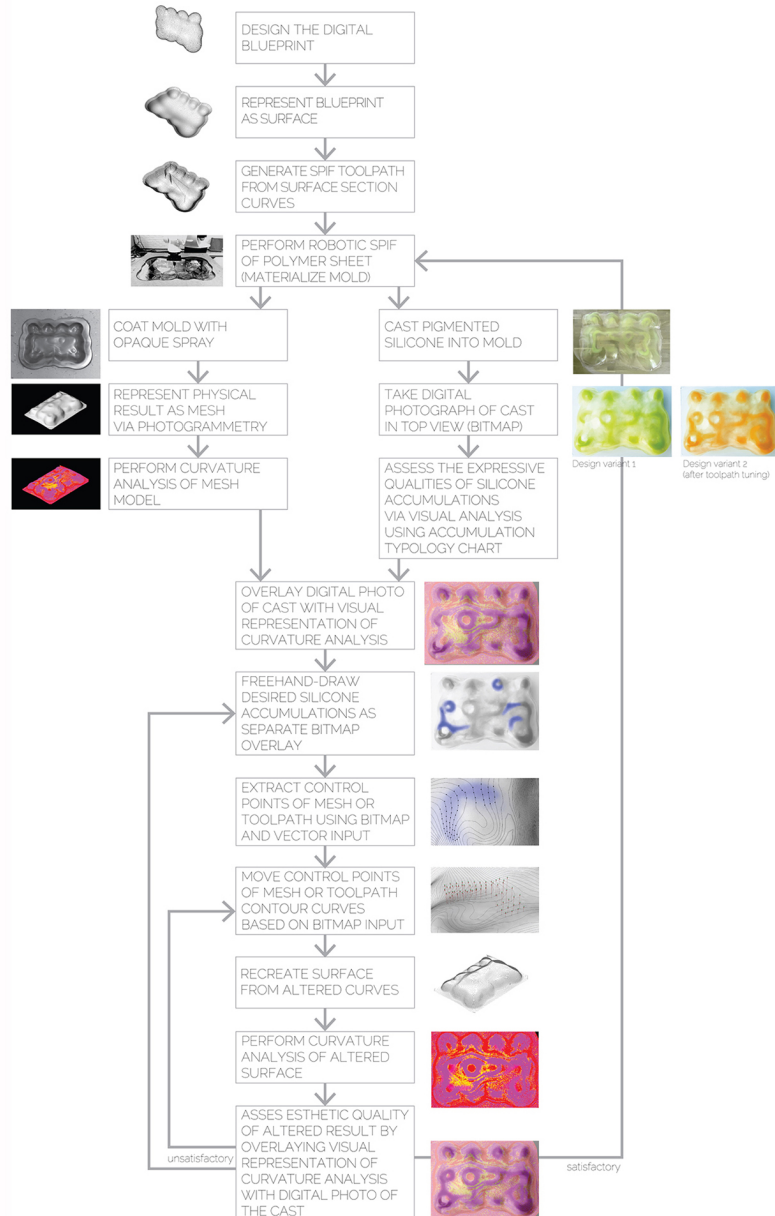 DESIGN THE DIGITAL
BLUEPRINT
REPRESENT BLUEPRINT
AS SURFACE
GENERATE SPIF TOOLPATH
FROM SURFACE SECTION
CURVES
PERFORM ROBOTIC SPIF
OF POLYMER SHEET
(MATERIALIZE MOLD)
COAT MOLD WITH
OPAQUE SPRAY
REPRESENT PHYSICAL
RESULT AS MESH
VIA PHOTOGRAMMETRY
PERFORM CURVATURE
ANALYSIS OF MESH
MODEL
CAST PIGMENTED
SILICONE INTO MOLD
TAKE DIGITAL
PHOTOGRAPH OF CAST
IN TOP VIEW (BITMAP)
ASSESS THE EXPRESSIVE
QUALITIES OF SILICONE
ACCUMULATIONS
VIA VISUAL ANALYSIS
USING ACCUMULATION
TYPOLOGY CHART
Design variant 1
Design variant 2
(after toolpath tuning)
OVERLAY DIGITAL PHOTO
OF CAST WITH VISUAL
REPRESENTATION OF
CURVATURE ANALYSIS
FREEHAND-DRAW
DESIRED SILICONE
ACCUMULATIONS AS
SEPARATE BITMAP
OVERLAY
EXTRACT CONTROL
POINTS OF MESH OR
TOOLPATH USING BITMAP
AND VECTOR INPUT
MOVE CONTROL POINTS
OF MESH OR TOOLPATH
CONTOUR CURVES
BASED ON BITMAP INPUT
RECREATE SURFACE
FROM ALTERED CURVES
PERFORM CURVATURE
ANALYSIS OF ALTERED
SURFACE
ASSES ESTHETIC QUALITY
OF ALTERED RESULT BY
OVERLAYING VISUAL
REPRESENTATION OF
CURVATURE ANALYSIS
WITH DIGITAL PHOTO OF
THE CAST
unsatisfactory
satisfactory